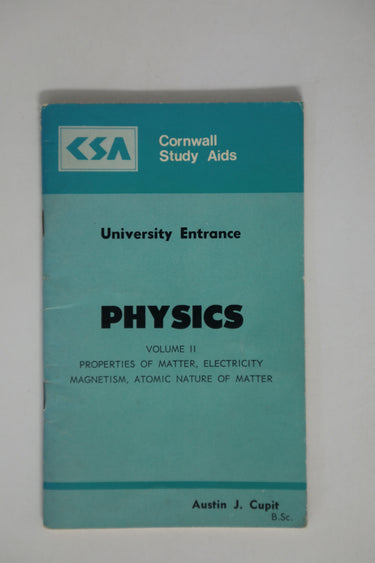 CSA
Cornwall
Study Aids
University Entrance
PHYSICS
VOLUME II
PROPERTIES OF MATTER, ELECTRICITY
MAGNETISM, ATOMIC NATURE OF MATTER
Austin J. Cupit
B.Sc.